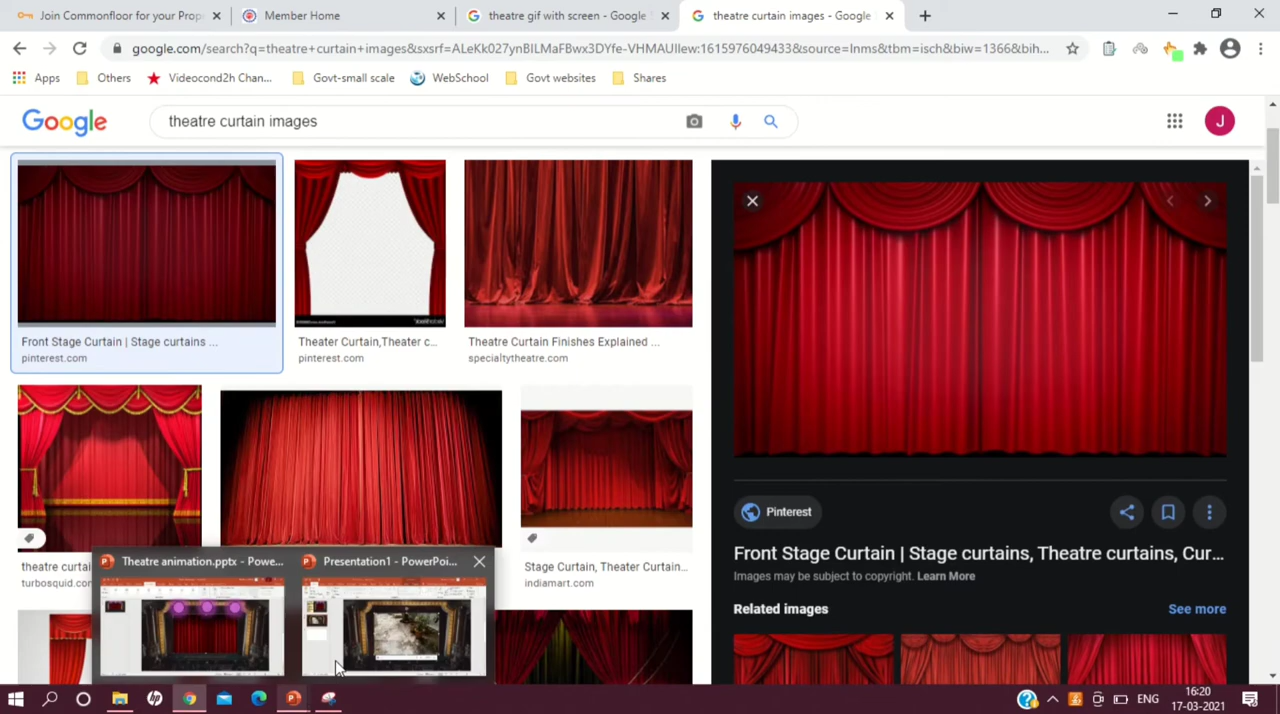 Join Commonfloor for your Prop
Member Home
theatre gif with screen - Google S
theatre curtain images - Google
google.com/search?q=theatre+curtain+images&sxsrf=ALeKk027ynBILMaFBwx3DYfe-VHMAUIlew:1615976049433&source=lnms&tbm=isch&biw=1366&bih...
Apps
Others
Videocond2h Chan...
Govt-small scale
WebSchool
Govt websites
Shares
Google
theatre curtain images
J
Front Stage Curtain | Stage curtains ...
pinterest.com
Theater Curtain,Theater c...
pinterest.com
Theatre Curtain Finishes Explained ...
specialtytheatre.com
theatre curtai
turbosquid.com
Stage Curtain, Theater Curtain...
indiamart.com
Pinterest
Front Stage Curtain | Stage curtains, Theatre curtains, Cur...
Images may be subject to copyright. Learn More
Related images
See more
Theatre animation.pptx - Powe...
Presentation1 - PowerPoi...
ENG
16:20
17-03-2021